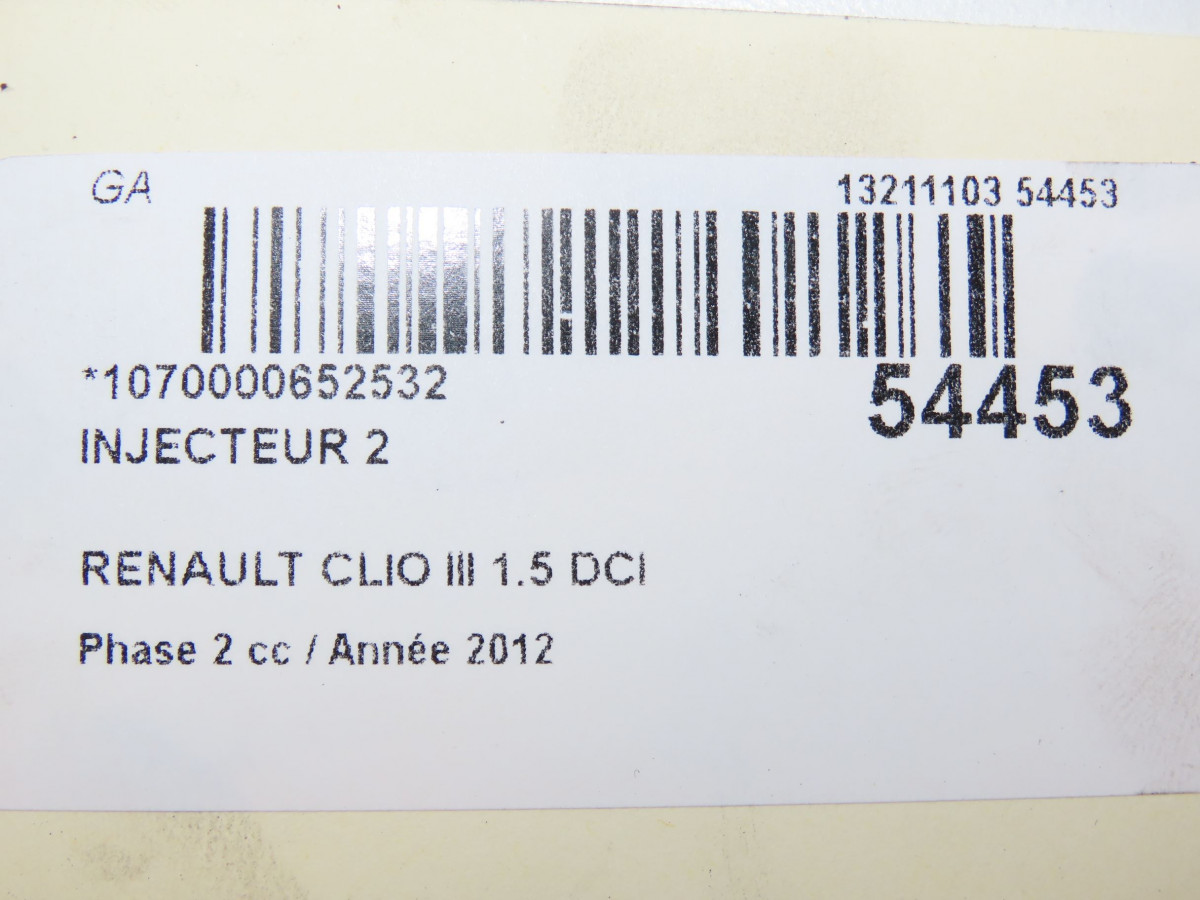 GA
13211103 54453
*1070000652532
54453
INJECTEUR 2
RENAULT CLIO III 1.5 DCI
Phase 2 cc / Année 2012